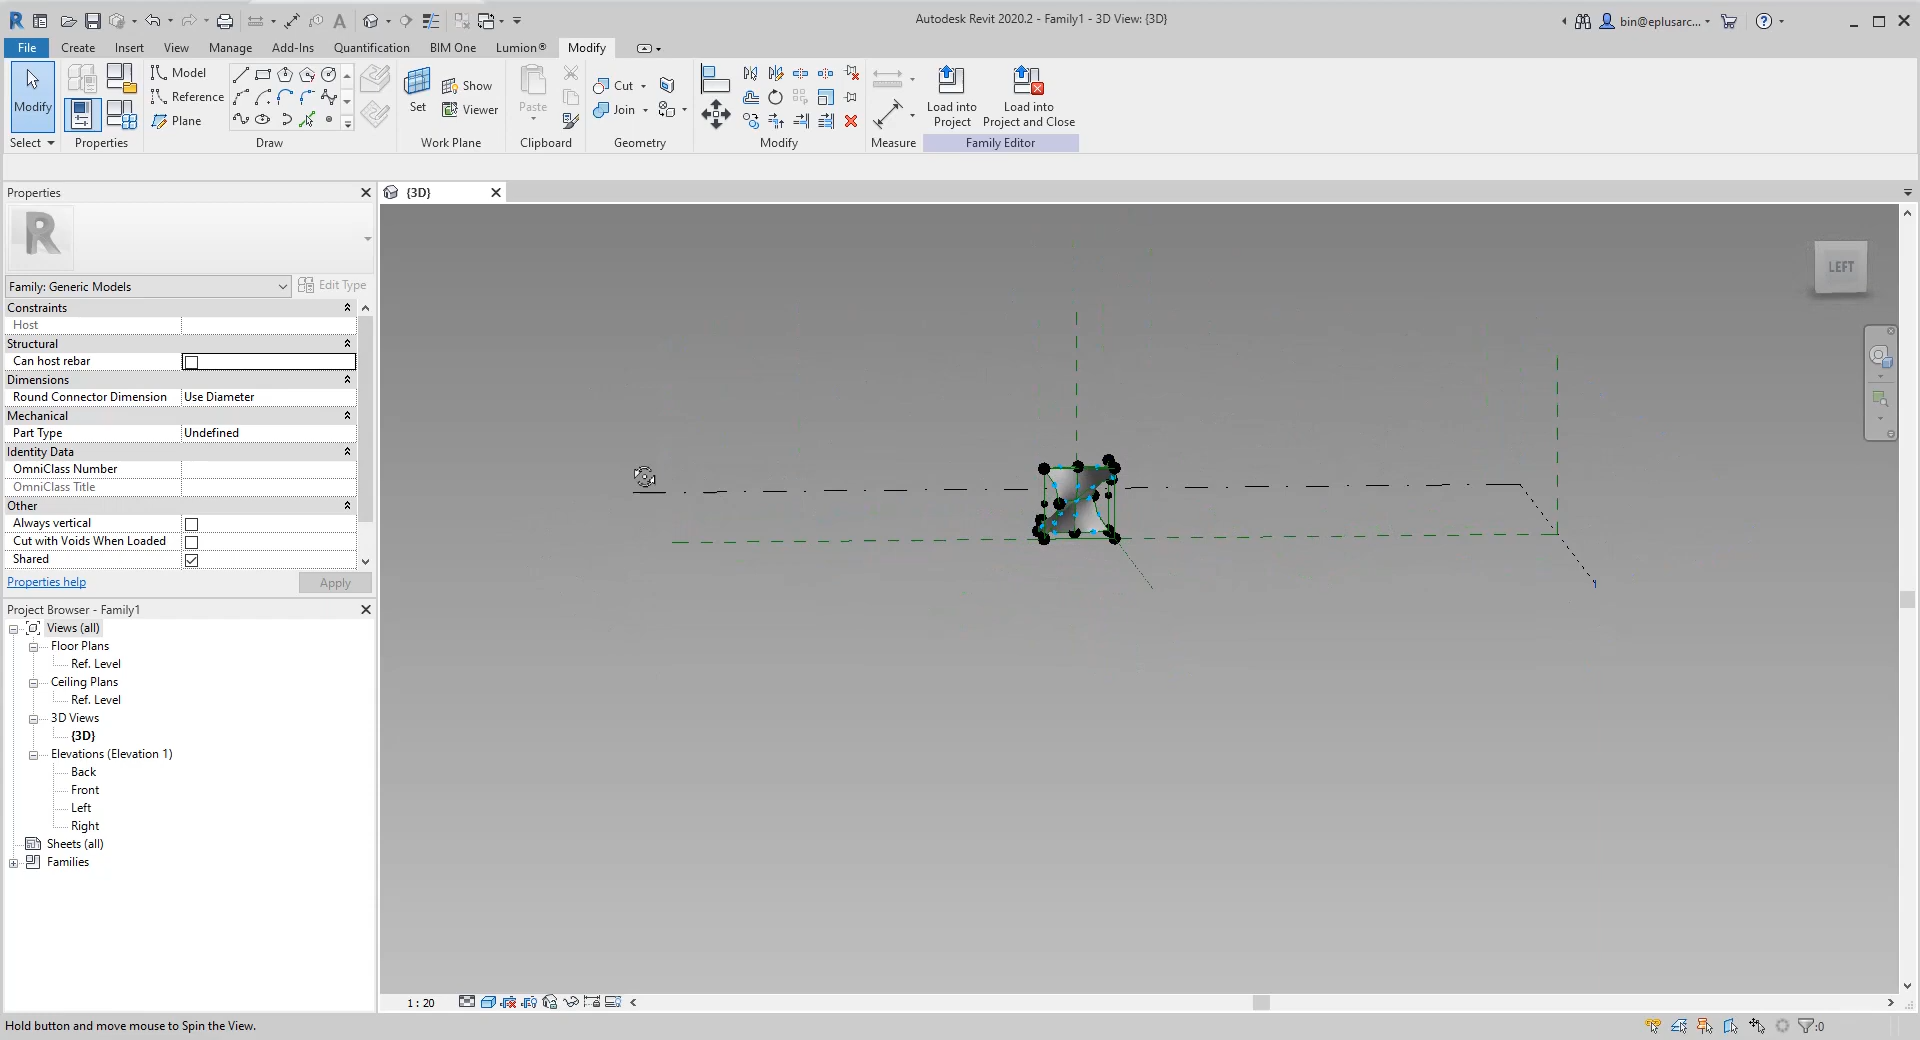 Autodesk Revit 2020.2 - Family1 - 3D View: {3D}
bin@eplusarc...
File Create Insert View Manage Add-Ins Quantification BIM One Lumion® Modify
Modify
Select
Properties
Model
Reference
Plane
Draw
Set
Show
Viewer
Work Plane
Paste
Clipboard
Cut
Join
Geometry
Modify
Measure
Load into
Project
Load into
Project and Close
Family Editor
Properties
{3D}
R
Family: Generic Models
Edit Type
Constraints
Host
Structural
Can host rebar
Dimensions
Round Connector Dimension Use Diameter
Mechanical
Part Type Undefined
Identity Data
OmniClass Number
OmniClass Title
Other
Always vertical
Cut with Voids When Loaded
Shared
Properties help
Apply
Project Browser - Family1
Views (all)
Floor Plans
Ref. Level
Ceiling Plans
Ref. Level
3D Views
{3D}
Elevations (Elevation 1)
Back
Front
Left
Right
Sheets (all)
Families
LEFT
1 : 20
Hold button and move mouse to Spin the View.
:0